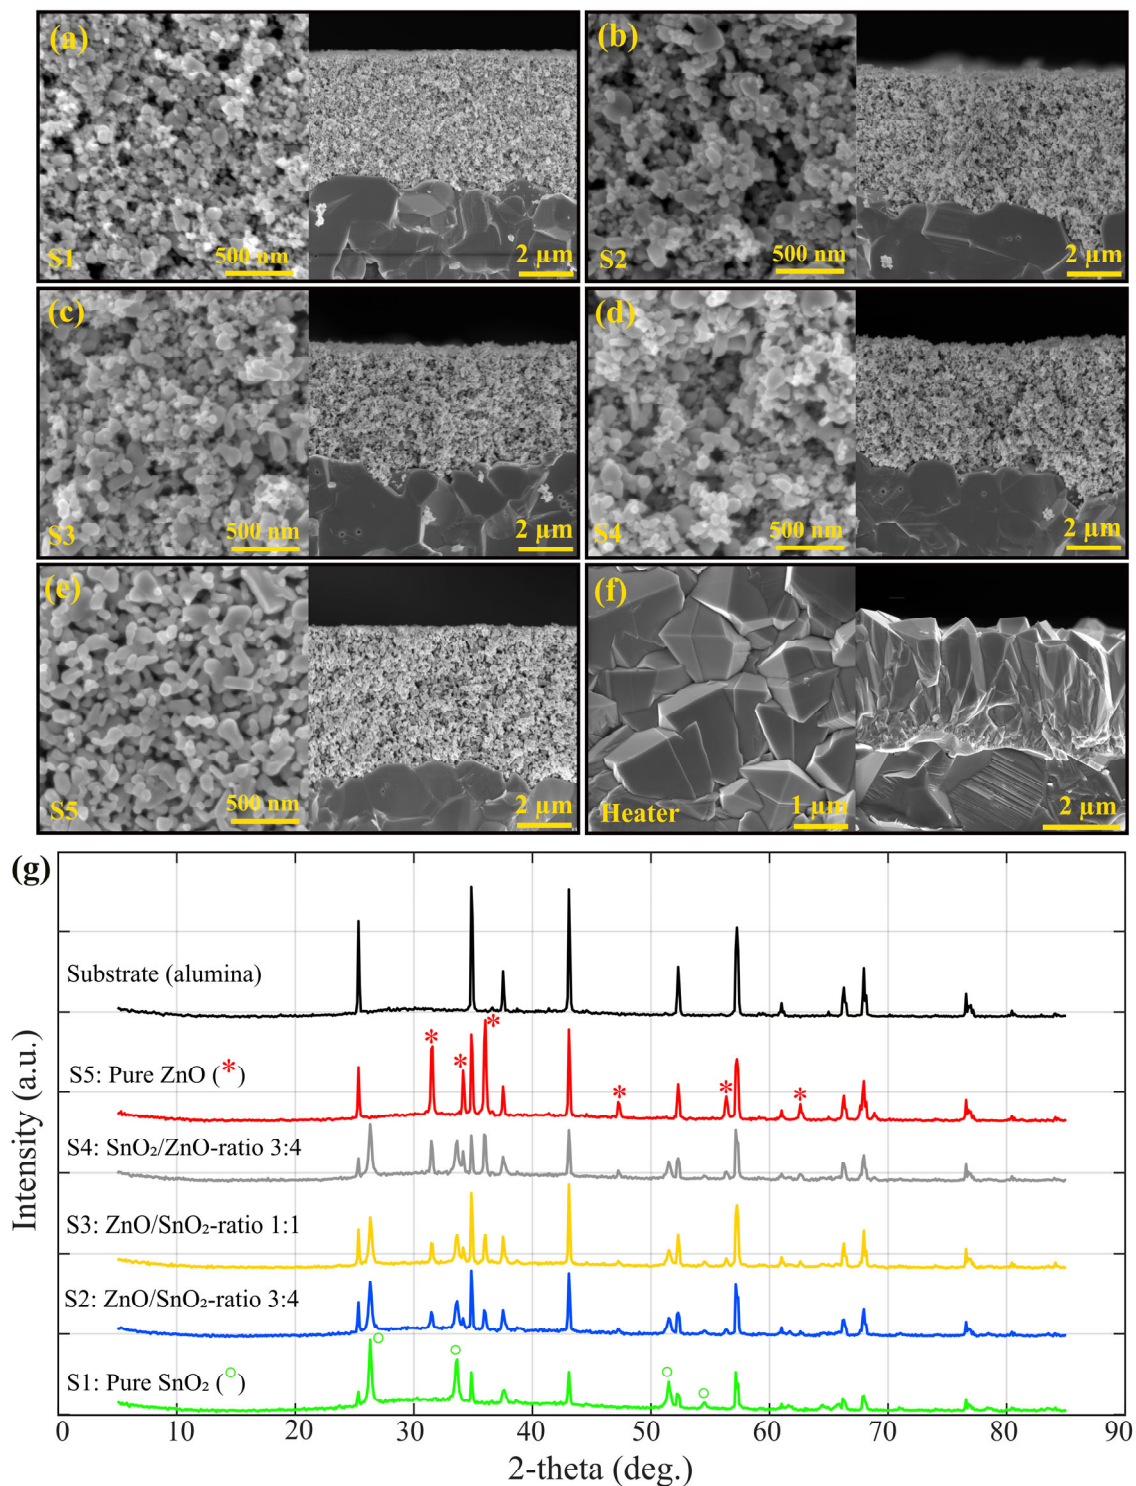 (a)
S1
500 nm
2 µm
(b)
S2
500 nm
2 µm
(c)
S3
500 nm
2 µm
(d)
S4
500 nm
2 µm
(e)
S5
500 nm
2 µm
(f)
Heater
1 µm
2 µm
(g)
Intensity (a.u.)
Substrate (alumina)
S5: Pure ZnO (*)
S4: SnO₂/ZnO-ratio 3:4
S3: ZnO/SnO₂-ratio 1:1
S2: ZnO/SnO₂-ratio 3:4
S1: Pure SnO₂ (°)
0 10 20 30 40 50 60 70 80 90
2-theta (deg.)